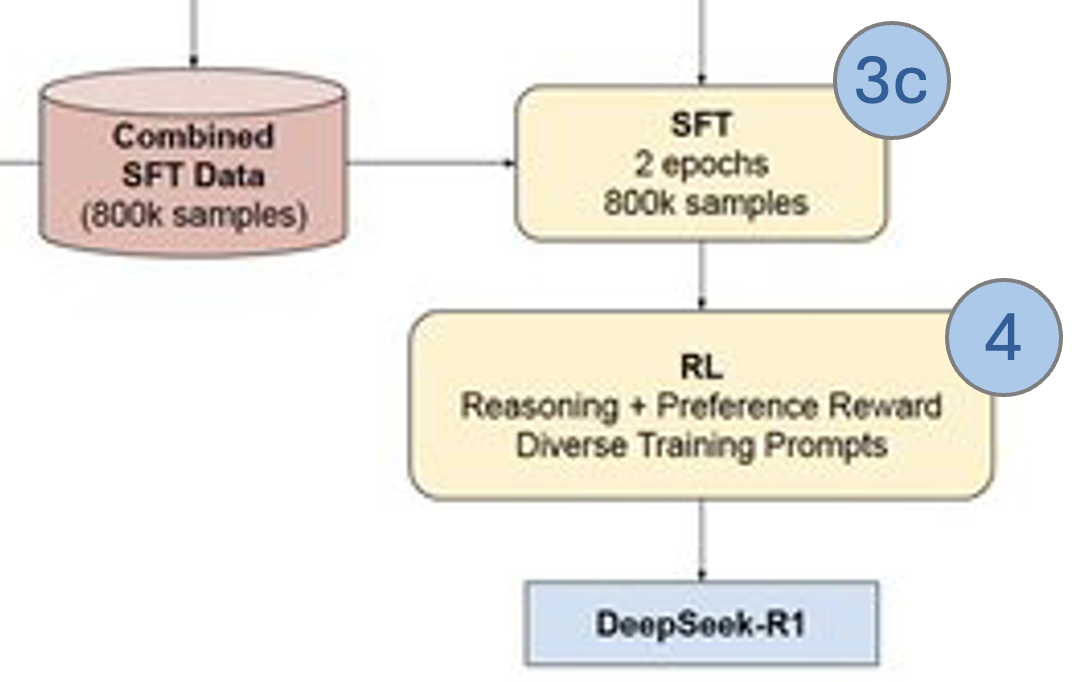 3c
Combined
SFT Data
(800k samples)
SFT
2 epochs
800k samples
4
RL
Reasoning + Preference Reward
Diverse Training Prompts
DeepSeek-R1